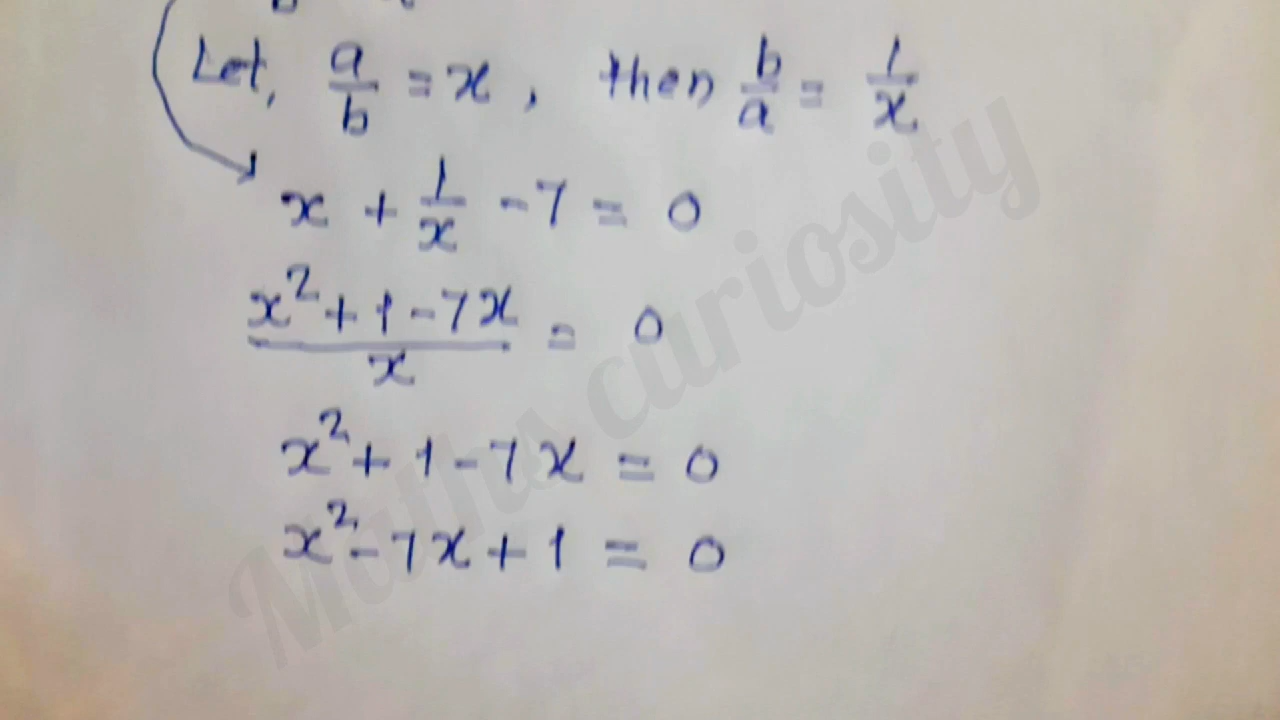 Let, a/b = x, then b/a = 1/x
x + 1/x - 7 = 0
(x² + 1 - 7x)/x = 0
x² + 1 - 7x = 0
x² - 7x + 1 = 0
Maths curiosity